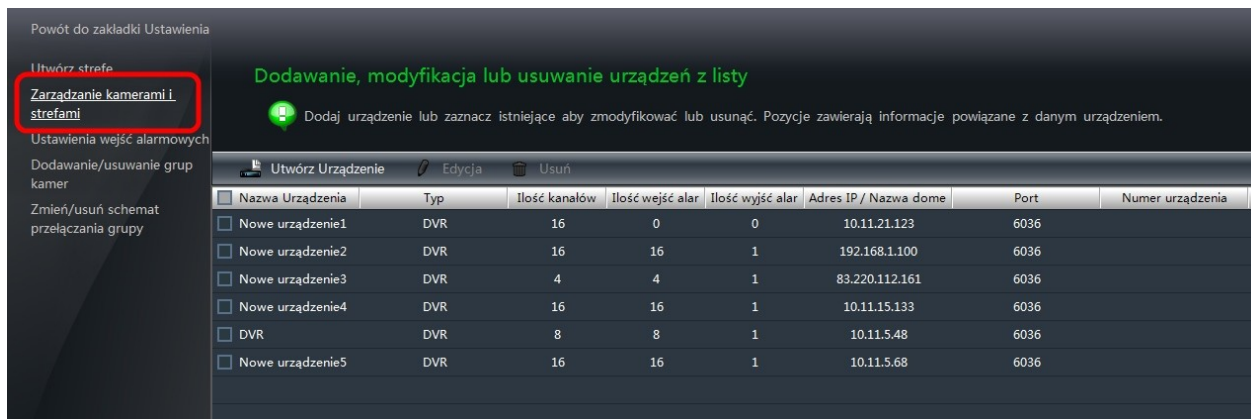 Powót do zakładki Ustawienia
Utwórz strefe
Zarządzanie kamerami i
strefami
Ustawienia wejść alarmowych
Dodawanie/usuwanie grup
kamer
Zmień/usuń schemat
przełączania grupy
Dodawanie, modyfikacja lub usuwanie urządzeń z listy
Dodaj urządzenie lub zaznacz istniejące aby zmodyfikować lub usunąć. Pozycje zawierają informacje powiązane z danym urządzeniem.
Utwórz Urządzenie Edycja Usuń
Nazwa Urządzenia Typ Ilość kanałów Ilość wejść alar Ilość wyjść alar Adres IP / Nazwa dome Port Numer urządzenia
Nowe urządzenie1 DVR 16 0 0 10.11.21.123 6036
Nowe urządzenie2 DVR 16 16 1 192.168.1.100 6036
Nowe urządzenie3 DVR 4 4 1 83.220.112.161 6036
Nowe urządzenie4 DVR 16 16 1 10.11.15.133 6036
DVR DVR 8 8 1 10.11.5.48 6036
Nowe urządzenie5 DVR 16 16 1 10.11.5.68 6036